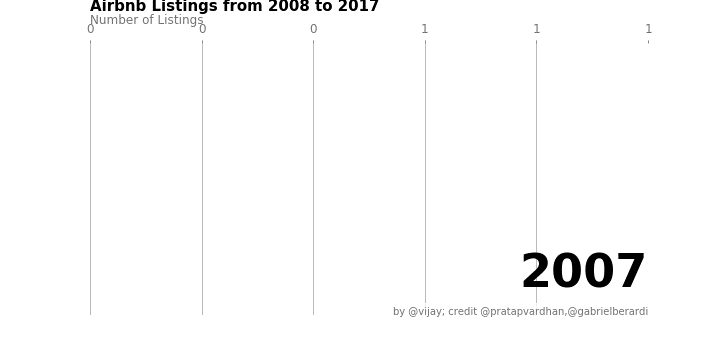 Airbnb Listings from 2008 to 2017
Number of Listings
0 0 0 1 1 1
2007
by @vijay; credit @pratapvardhan,@gabrielberardi